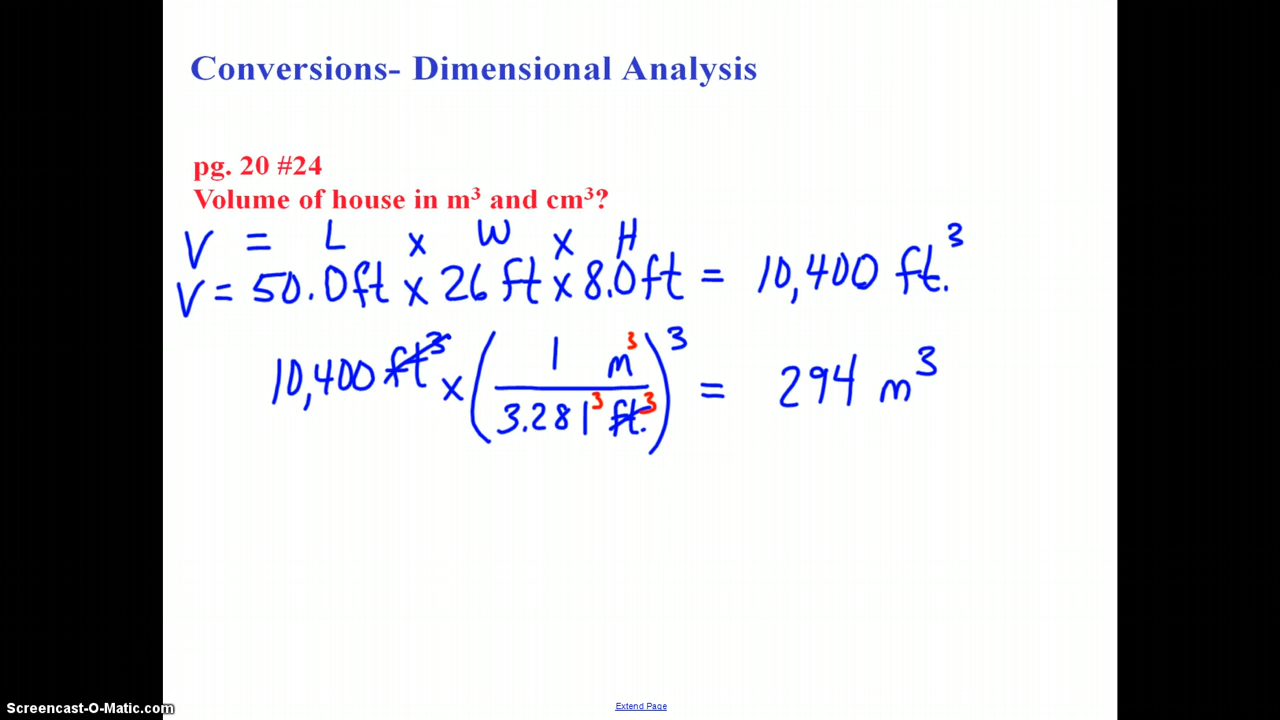 Conversions- Dimensional Analysis
pg. 20 #24
Volume of house in m³ and cm³?
V = L x W x H
V = 50.0ft x 26 ft x 8.0ft = 10,400 ft.³
10,400 ft³ x (1 m³ / 3.281³ ft.³)³ = 294 m³
Extend Page
Screencast-O-Matic.com